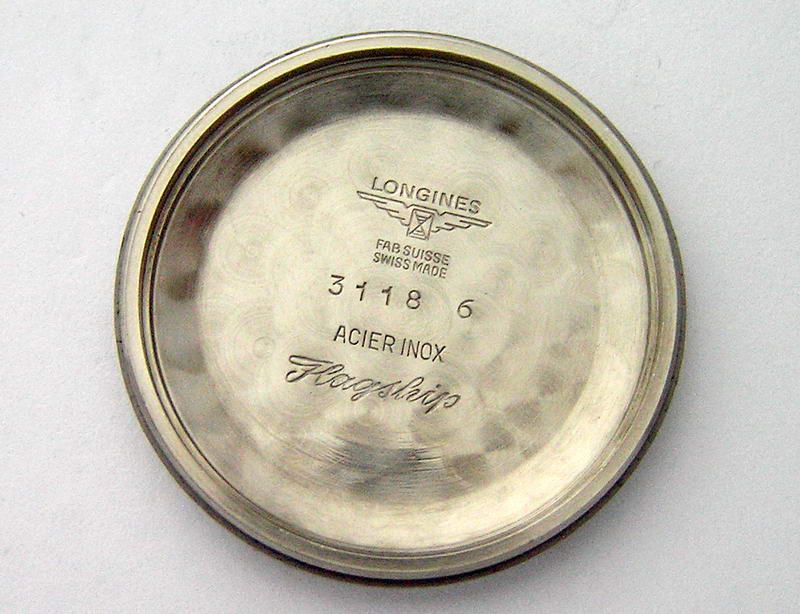 LONGINES
FAB SUISSE
SWISS MADE
3118 6
ACIER INOX
Flagship